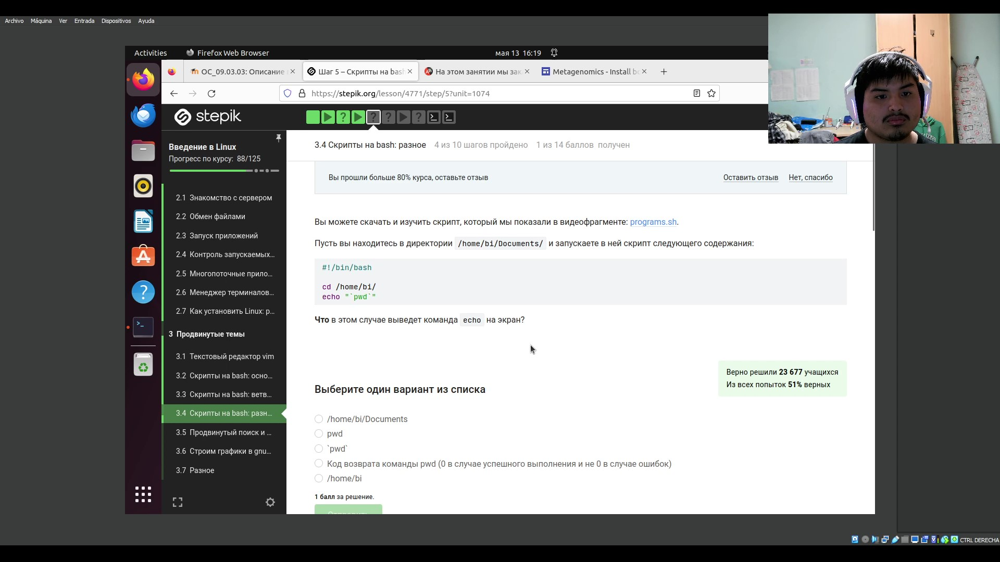 Archivo Máquina Ver Entrada Dispositivos Ayuda
Activities Firefox Web Browser мая 13 16:19
ОС_09.03.03: Описание Шаг 5 – Скрипты на bash На этом занятии мы зак Metagenomics - Install bc
https://stepik.org/lesson/4771/step/5?unit=1074
stepik
3.4 Скрипты на bash: разное 4 из 10 шагов пройдено 1 из 14 баллов получен
Введение в Linux
Прогресс по курсу: 88/125
2.1 Знакомство с сервером
2.2 Обмен файлами
2.3 Запуск приложений
2.4 Контроль запускаемых...
2.5 Многопоточные прило...
2.6 Менеджер терминалов...
2.7 Как установить Linux: р...
3 Продвинутые темы
3.1 Текстовый редактор vim
3.2 Скрипты на bash: осно...
3.3 Скрипты на bash: ветв...
3.4 Скрипты на bash: разн...
3.5 Продвинутый поиск и ...
3.6 Строим графики в gnu...
3.7 Разное
Вы прошли больше 80% курса, оставьте отзыв Оставить отзыв Нет, спасибо
Вы можете скачать и изучить скрипт, который мы показали в видеофрагменте: programs.sh.
Пусть вы находитесь в директории /home/bi/Documents/ и запускаете в ней скрипт следующего содержания:
#!/bin/bash
cd /home/bi/
echo "`pwd`"
Что в этом случае выведет команда echo на экран?
Верно решили 23 677 учащихся
Из всех попыток 51% верных
Выберите один вариант из списка
/home/bi/Documents
pwd
`pwd`
Код возврата команды pwd (0 в случае успешного выполнения и не 0 в случае ошибок)
/home/bi
1 балл за решение.
CTRL DERECHA